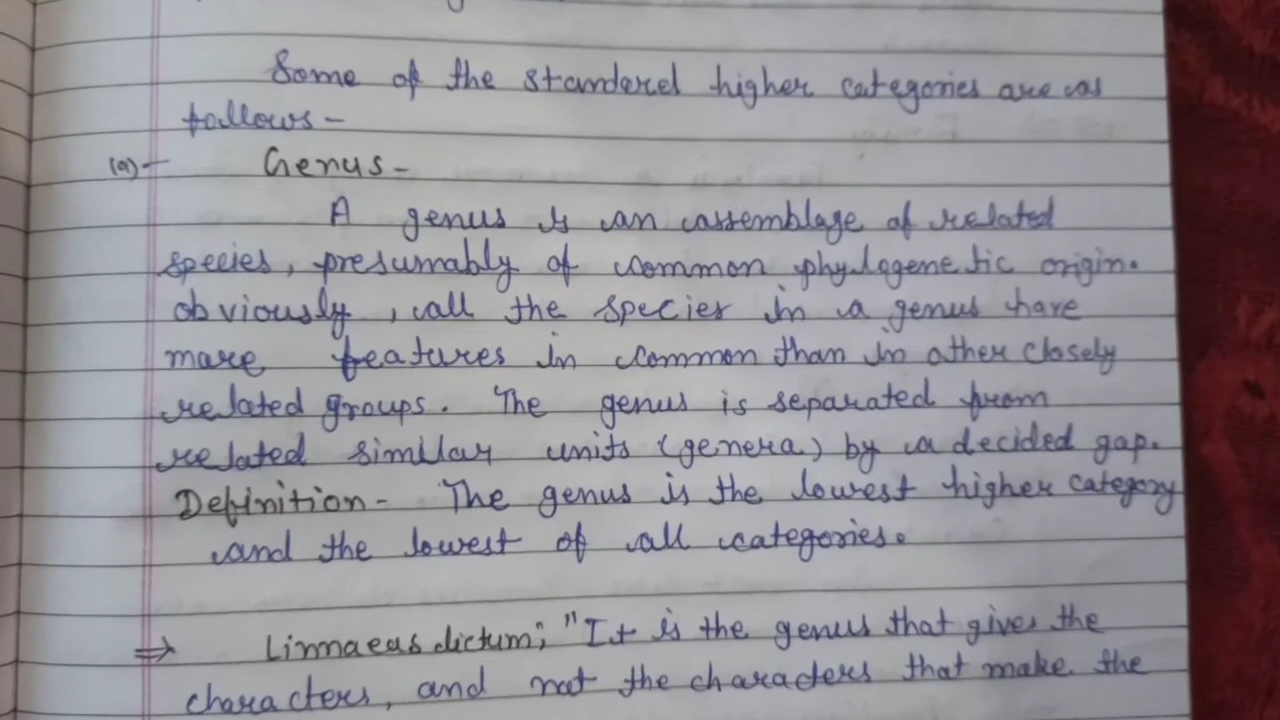 Some of the standered higher categories are as
follows -
(a) - Genus -
A genus is an assemblage of related
species, presumably of common phylogenetic origin.
obviously, all the species in a genus have
more features in common than in other closely
related groups. The genus is separated from
related similar units (genera) by a decided gap.
Definition - The genus is the lowest higher category
and the lowest of all categories.
⇒ Linnaeus dictum; "It is the genus that gives the
characters, and not the characters that make the